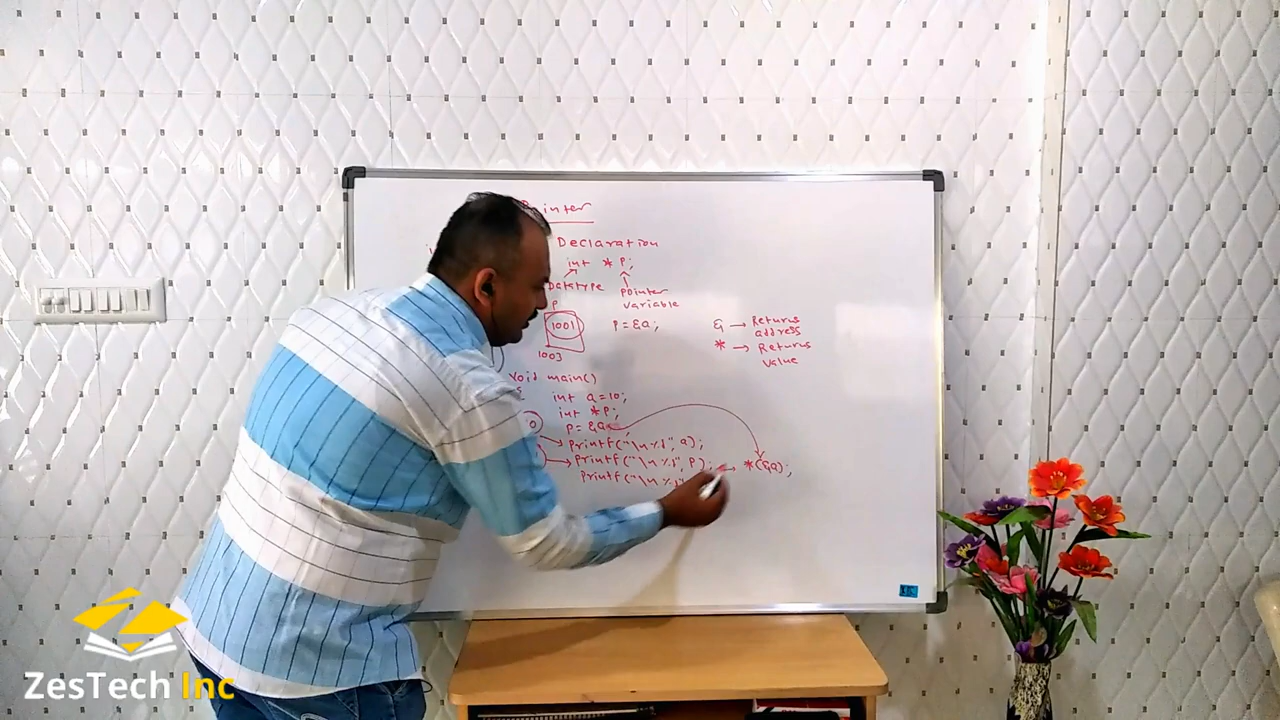 Pointer
Declaration
int * P;
Datatype
Pointer
variable
P
1001
1003
P = &a;
& → Returns
address
* → Returns
value
void main()
{
int a = 10;
int *P;
P = &a
printf("\n%d", a);
printf("\n%d", P);
→ *(&a);
printf("\n%d"
ZesTech Inc